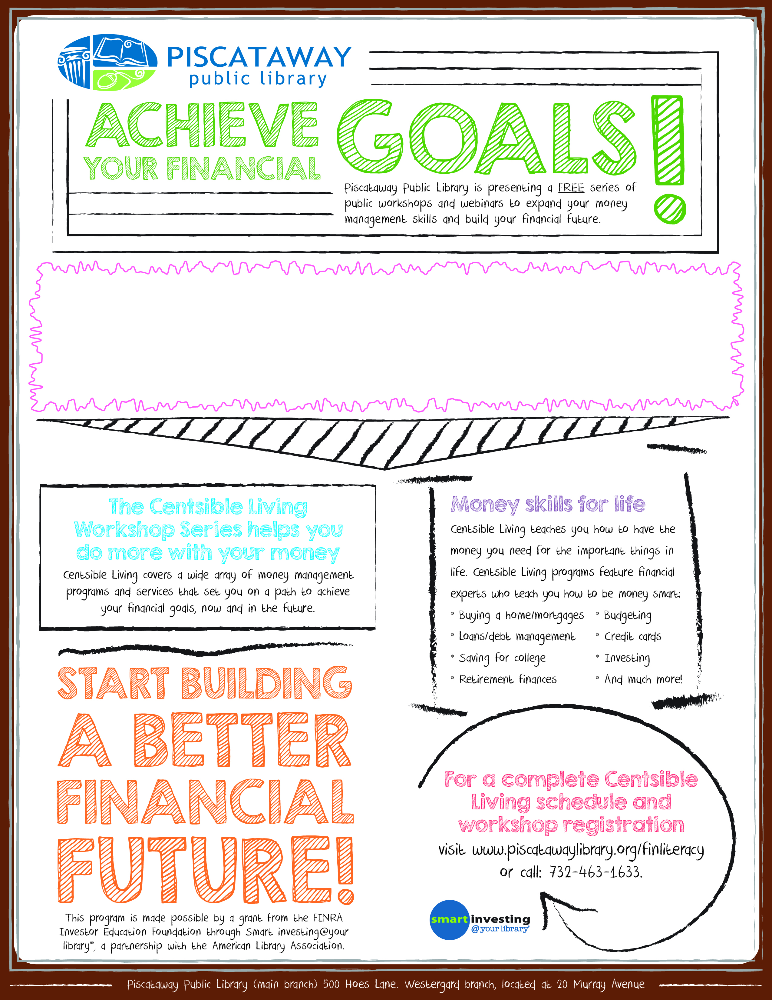 PISCATAWAY
public library
ACHIEVE
YOUR FINANCIAL
GOALS!
Piscataway Public Library is presenting a FREE series of
public workshops and webinars to expand your money
management skills and build your financial future.
The Centsible Living
Workshop Series helps you
do more with your money
Centsible Living covers a wide array of money management
programs and services that set you on a path to achieve
your financial goals, now and in the future.
START BUILDING
A BETTER
FINANCIAL
FUTURE!
This program is made possible by a grant from the FINRA
Investor Education Foundation through Smart investing@your
library®, a partnership with the American Library Association.
Money skills for life
Centsible Living teaches you how to have the
money you need for the important things in
life. Centsible Living programs feature financial
experts who teach you how to be money smart:
• Buying a home/mortgages • Budgeting
• Loans/debt management • Credit cards
• Saving for college • Investing
• Retirement finances • And much more!
For a complete Centsible
Living schedule and
workshop registration
visit www.piscatawaylibrary.org/finliteracy
or call: 732-463-1633.
smart investing
@your library®
Piscataway Public Library (main branch) 500 Hoes Lane. Westergard branch, located at 20 Murray Avenue